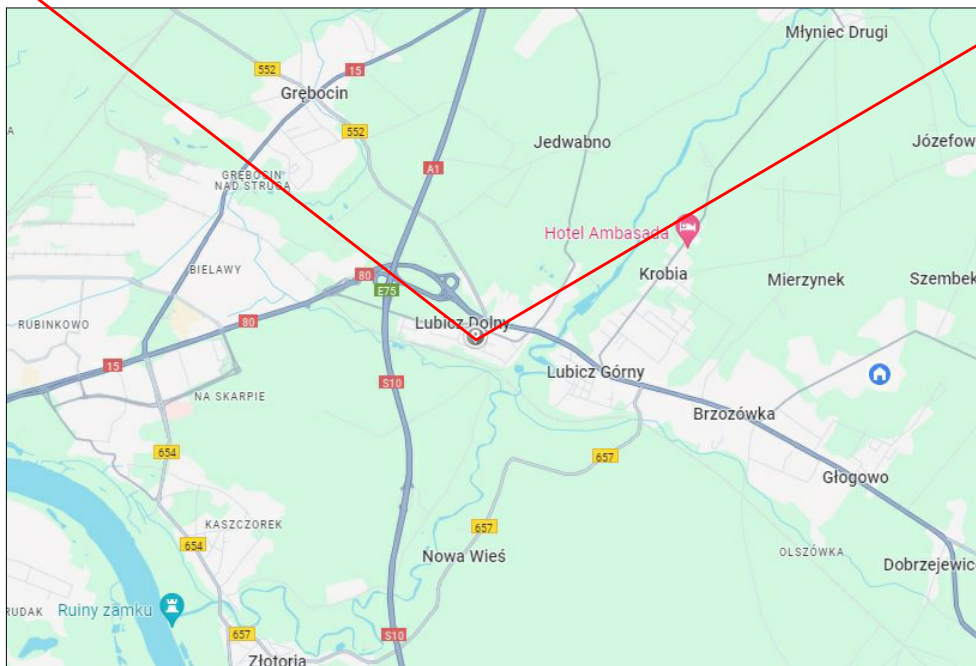 Młyniec Drugi
552
15
Grębocin
552
Jedwabno
Józefow
A
A1
GRĘBOCIN
NAD STRUGĄ
Hotel Ambasada
BIELAWY
80
E75
Krobia
Mierzynek
Szembek
RUBINKOWO
80
Lubicz Dolny
15
S10
Lubicz Górny
NA SKARPIE
Brzozówka
654
657
Głogowo
KASZCZOREK
657
654
Nowa Wieś
OLSZÓWKA
Dobrzejewic
RUDAK
Ruiny zamku
657
S10
Złotoria